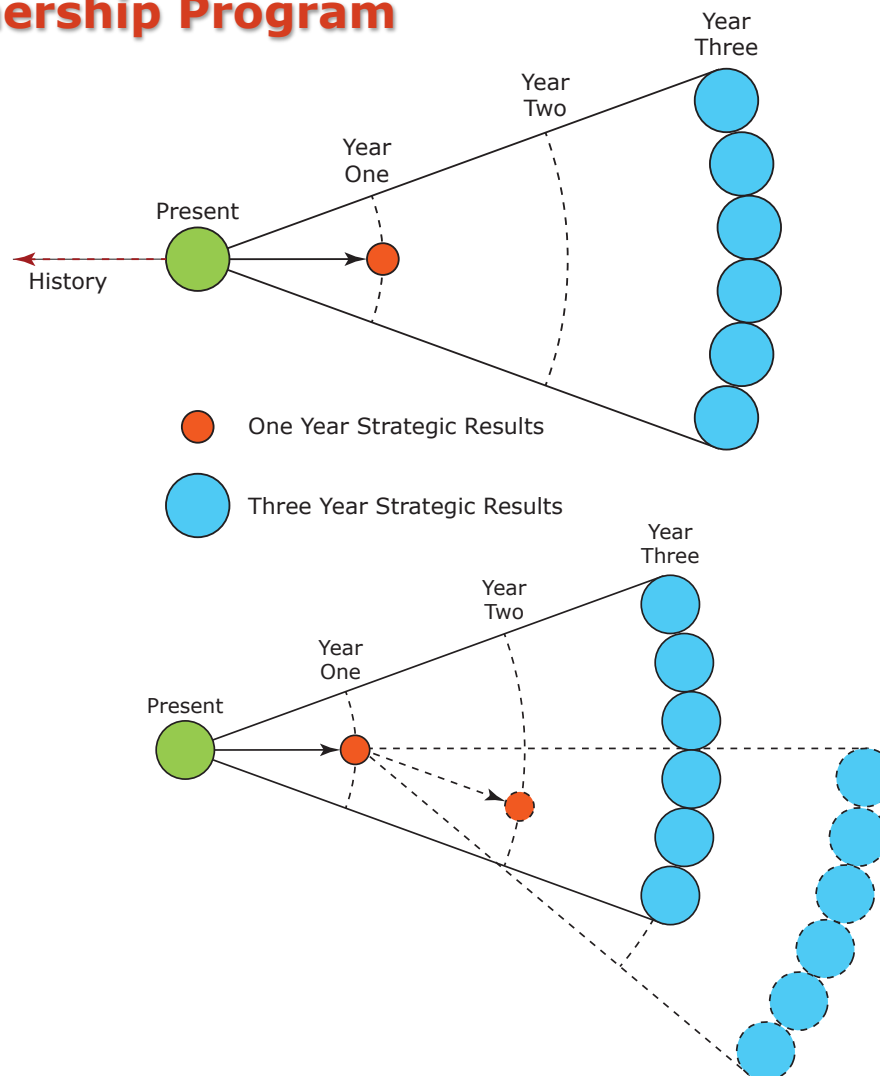 ership Program
Year
Three
Year
Two
Year
One
Present
History
One Year Strategic Results
Three Year Strategic Results
Year
Three
Year
Two
Year
One
Present